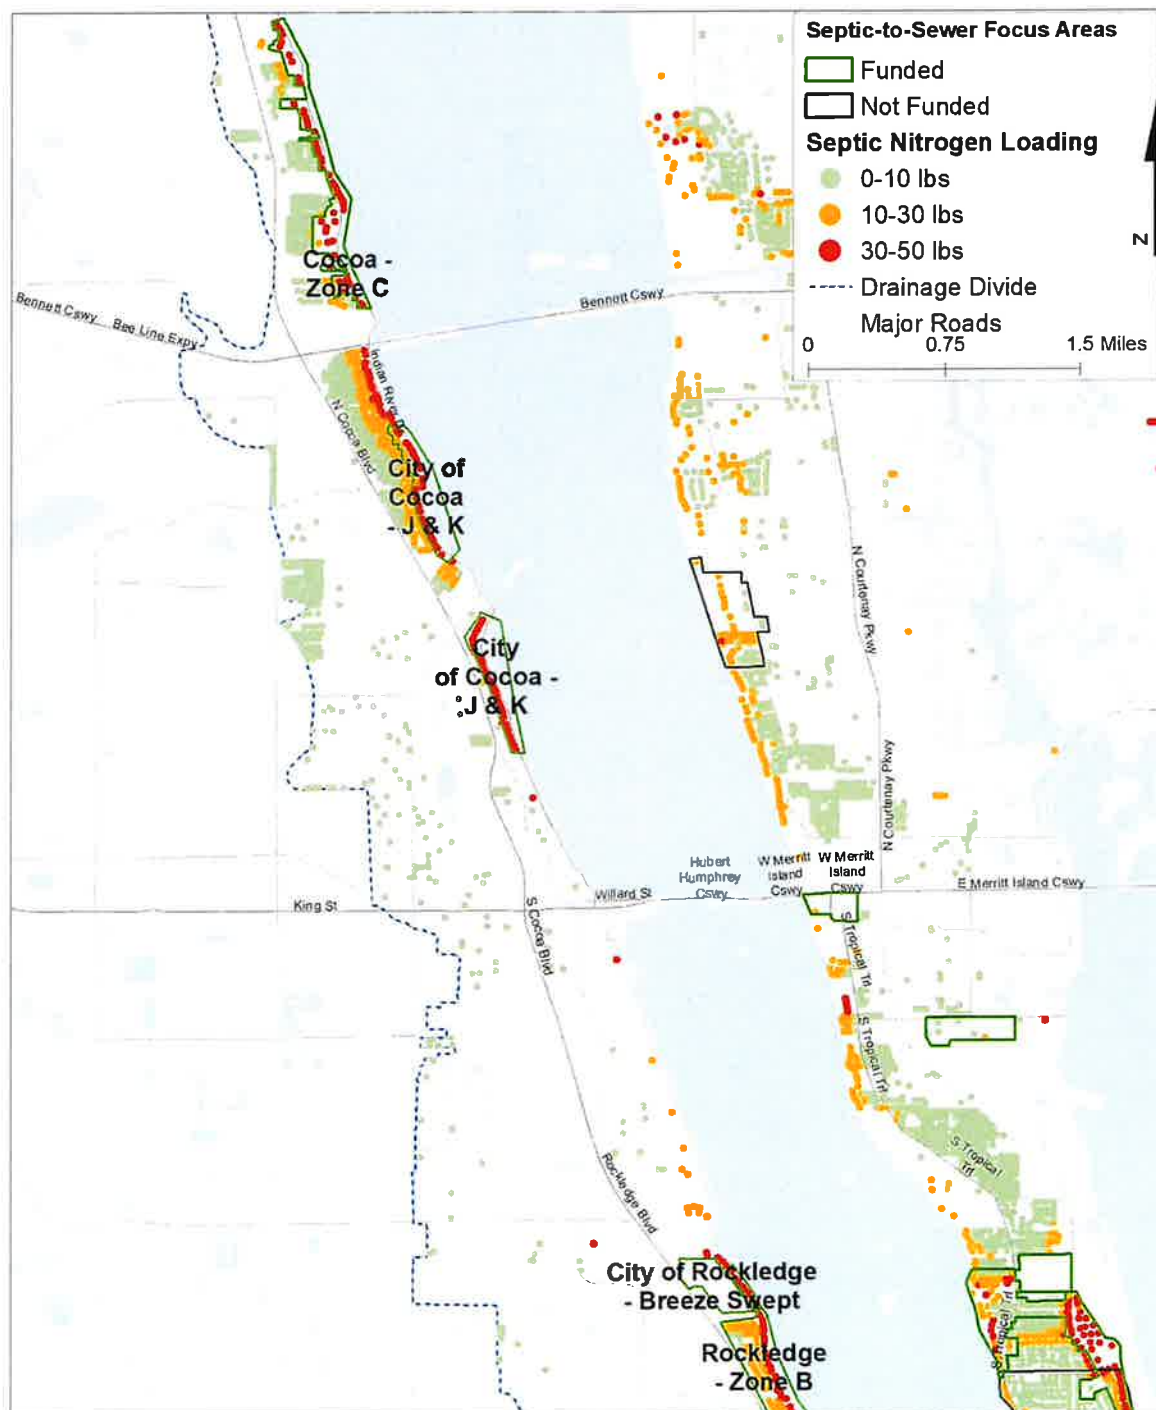 Septic-to-Sewer Focus Areas
Funded
Not Funded
Septic Nitrogen Loading
0-10 lbs
10-30 lbs
30-50 lbs
Drainage Divide
Major Roads
0 0.75 1.5 Miles
N
Cocoa -
Zone C
Bennett Cswy
Bee Line Expy
Bennett Cswy
Indian River Dr
N Cocoa Blvd
City of
Cocoa
- J & K
N Courtenay Pkwy
City
of Cocoa -
J & K
N Courtenay Pkwy
Hubert
Humphrey
Cswy
W Merritt
Island
Cswy
W Merritt
Island
Cswy
E Merritt Island Cswy
Willard St
King St
S Cocoa Blvd
S Tropical Trl
S Tropical Trl
S Tropical
Trl
Rockledge Blvd
City of Rockledge
- Breeze Swept
S Tropical Trl
Rockledge
- Zone B